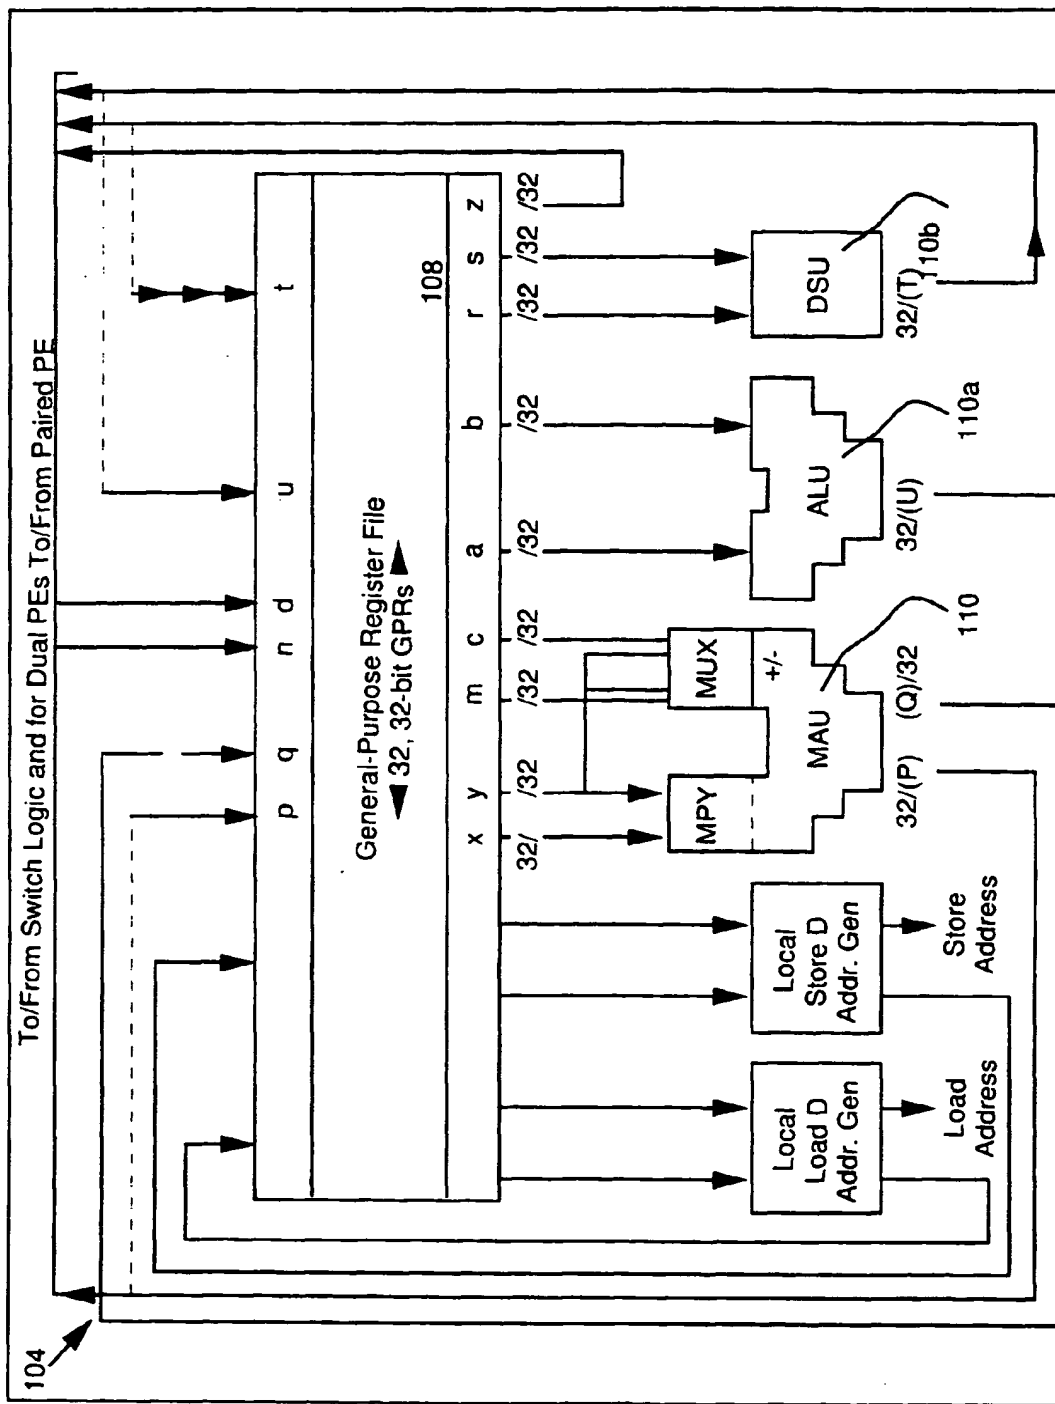 104
To/From Switch Logic and for Dual PEs To/From Paired PE
p q n d u t
General-Purpose Register File
32, 32-bit GPRs
108
x y m c a b r s z
32/ /32 /32 /32 /32 /32 /32 /32 /32
Local
Load D
Addr. Gen
Local
Store D
Addr. Gen
MPY
MUX
+/-
MAU
ALU
DSU
Load
Address
Store
Address
32/(P)
(Q)/32
110
32/(U)
110a
32/(T)
110b